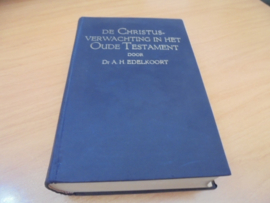 DE CHRISTUS-
VERWACHTING IN HET
OUDE TESTAMENT
DOOR
Dr A. H. EDELKOORT